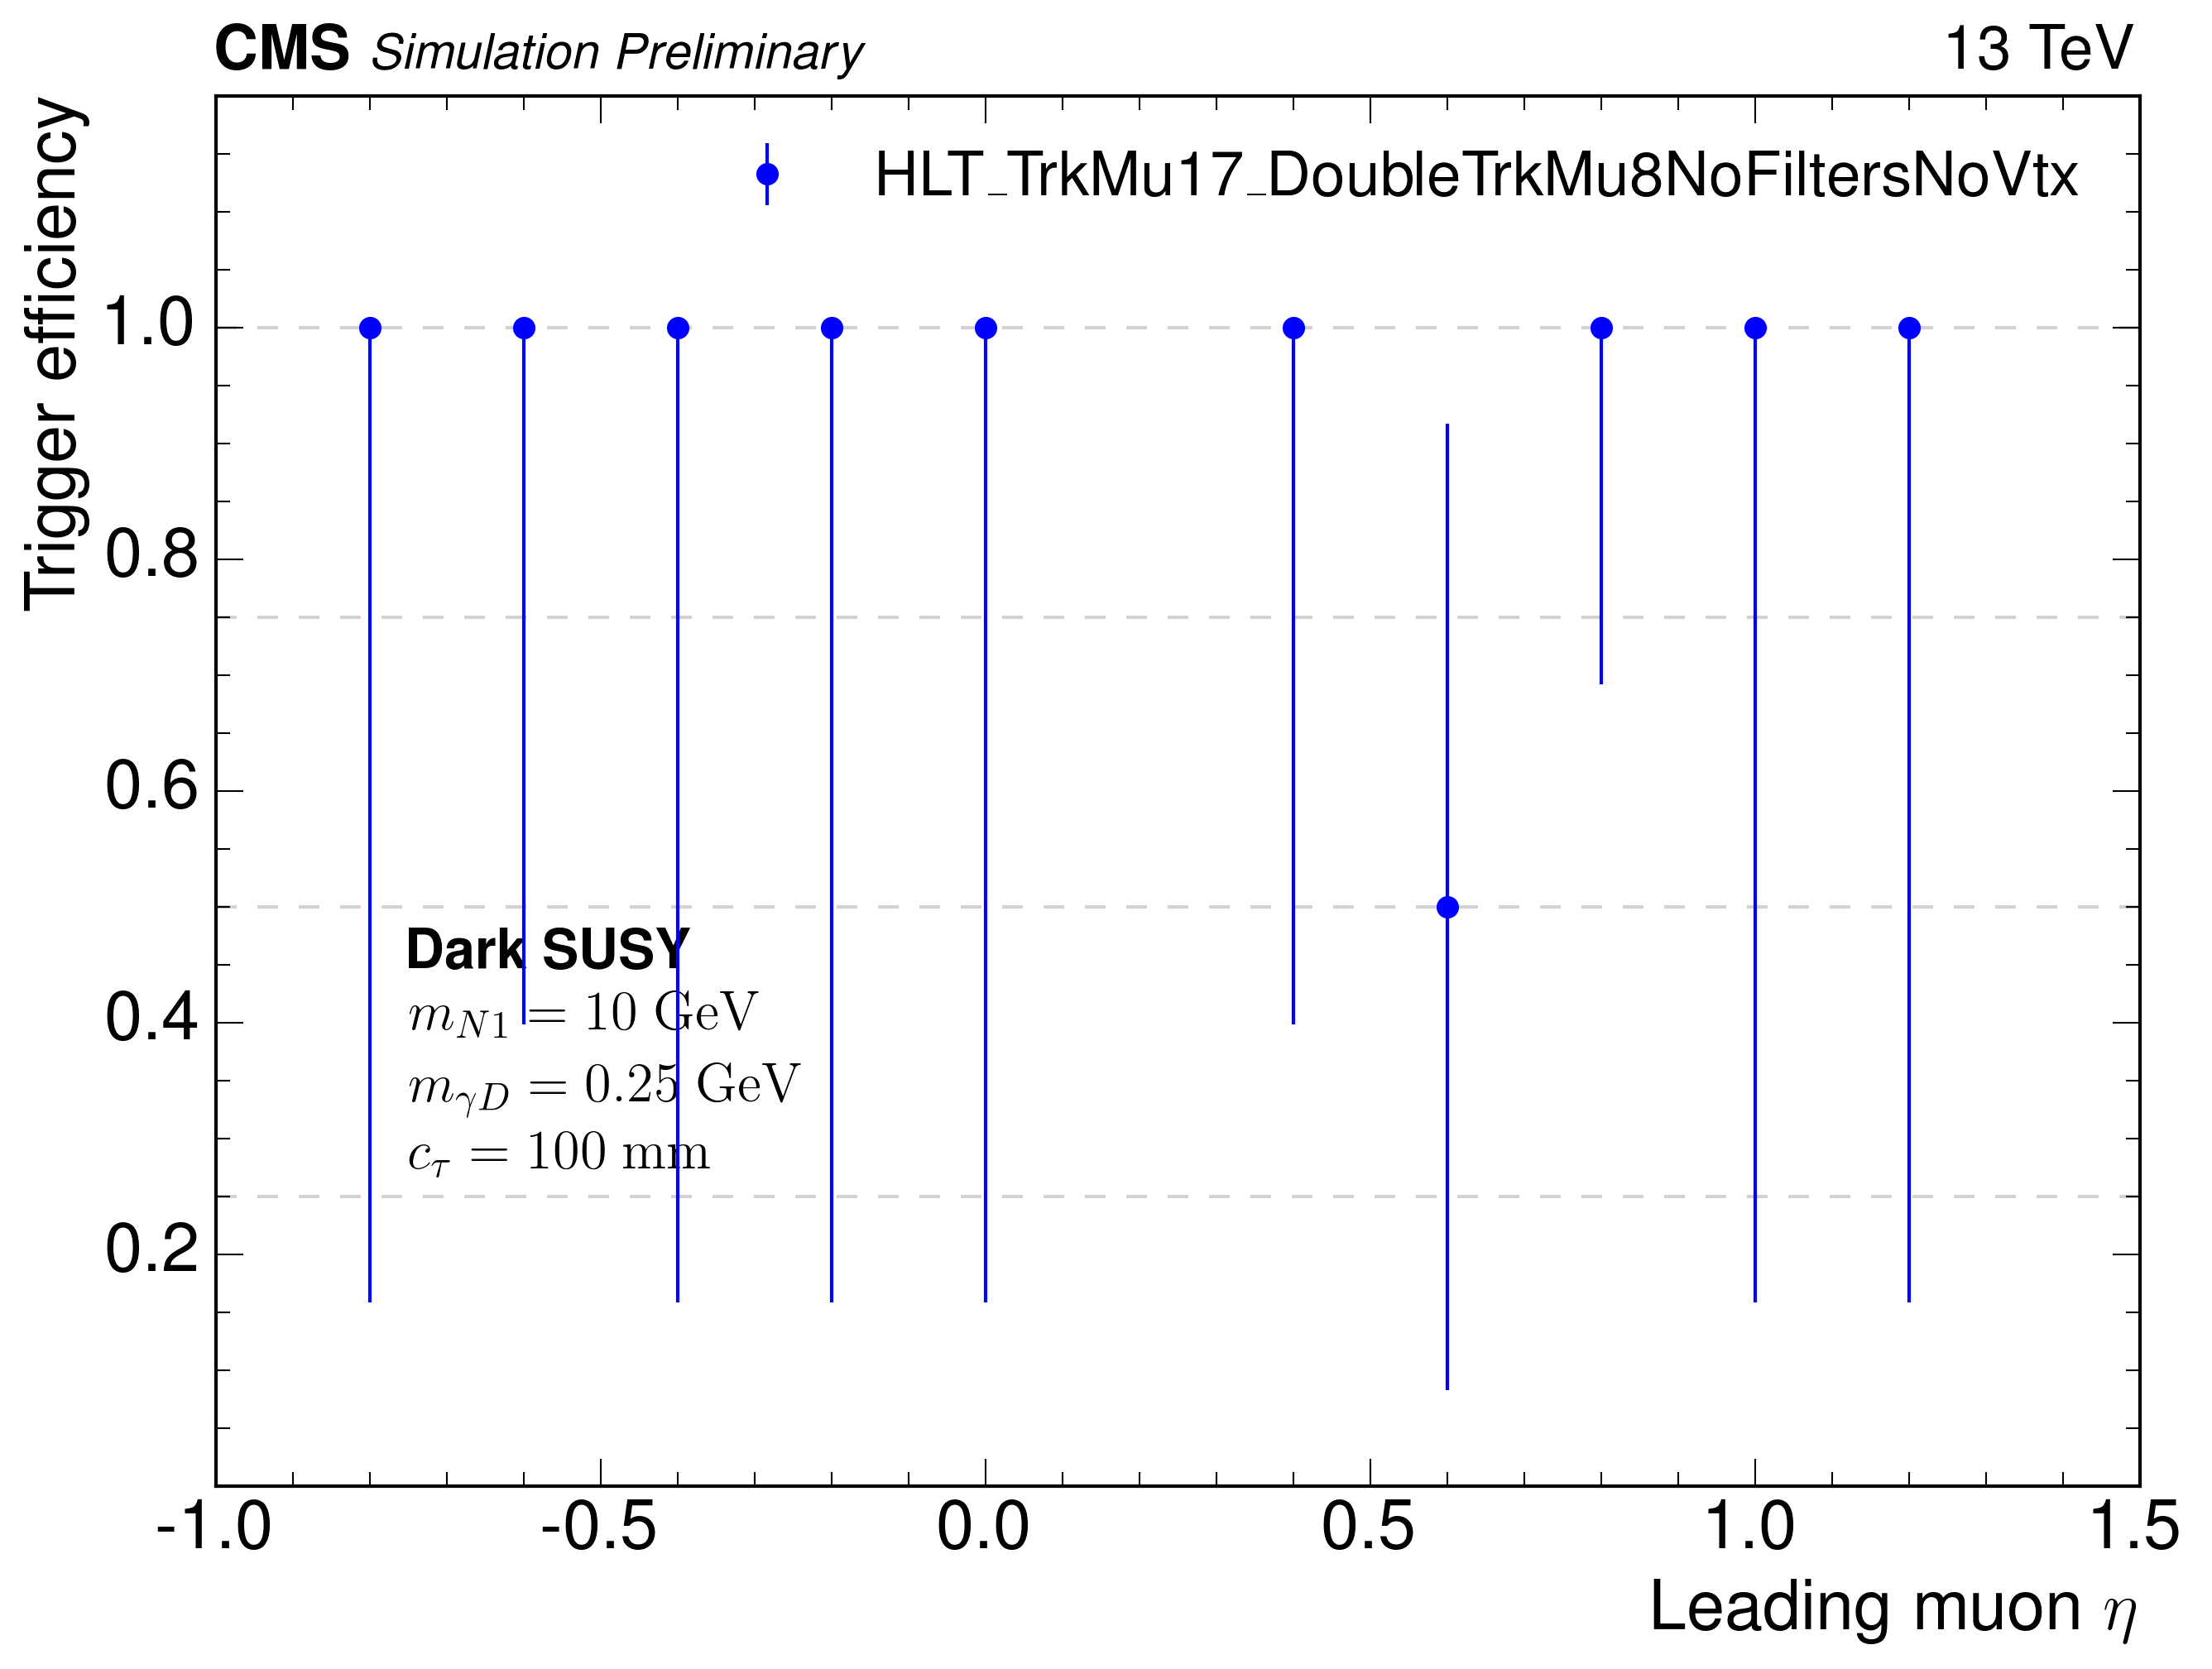 CMS Simulation Preliminary 13 TeV
HLT_TrkMu17_DoubleTrkMu8NoFiltersNoVtx
Trigger efficiency
1.0
0.8
0.6
0.4
0.2
Dark SUSY
m_{N1} = 10 GeV
m_{γD} = 0.25 GeV
c_τ = 100 mm
-1.0 -0.5 0.0 0.5 1.0 1.5
Leading muon η